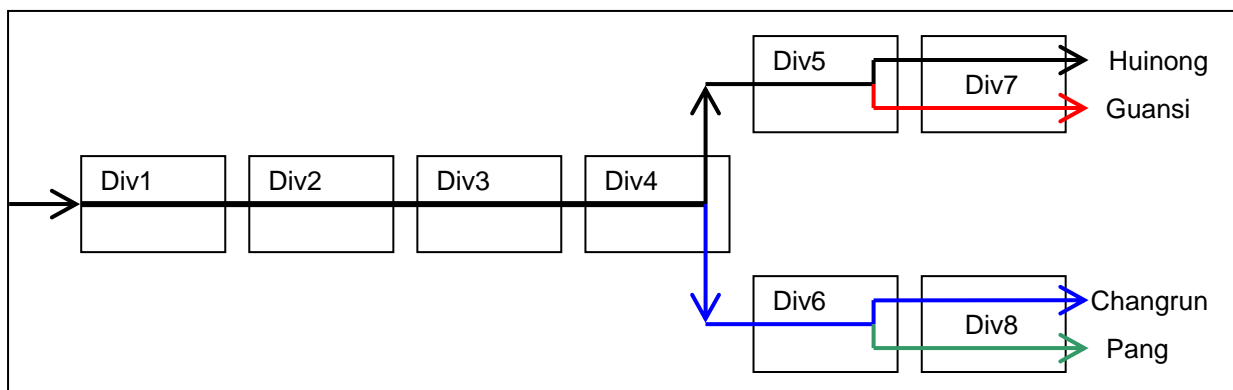 Div5
Huinong
Div7
Guansi
Div1
Div2
Div3
Div4
Div6
Changrun
Div8
Pang